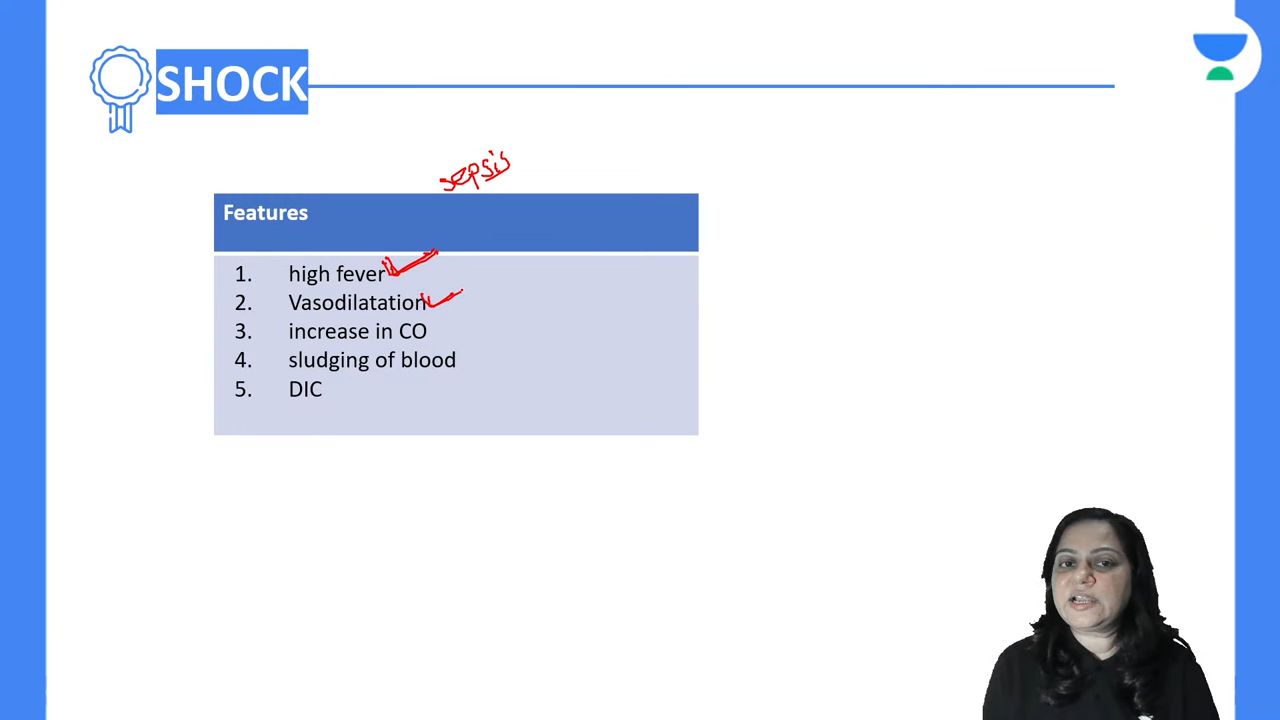 SHOCK
sepsis
Features
1. high fever
2. Vasodilatation
3. increase in CO
4. sludging of blood
5. DIC